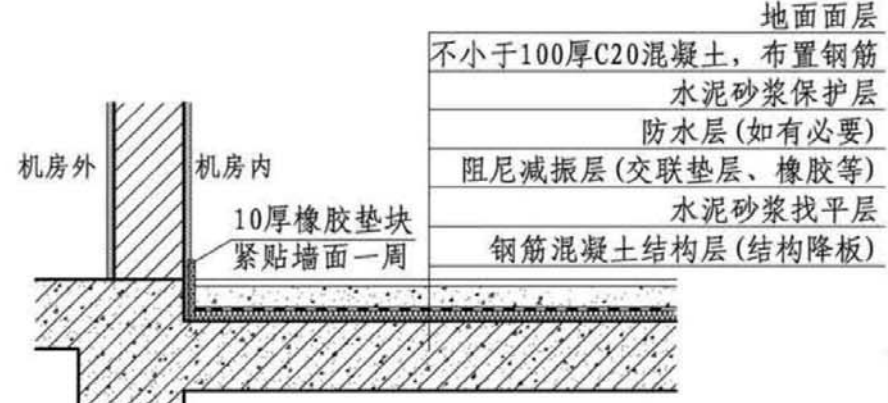 地面面层
不小于100厚C20混凝土，布置钢筋
水泥砂浆保护层
防水层(如有必要)
阻尼减振层(交联垫层、橡胶等)
水泥砂浆找平层
钢筋混凝土结构层(结构降板)
机房外
机房内
10厚橡胶垫块
紧贴墙面一周